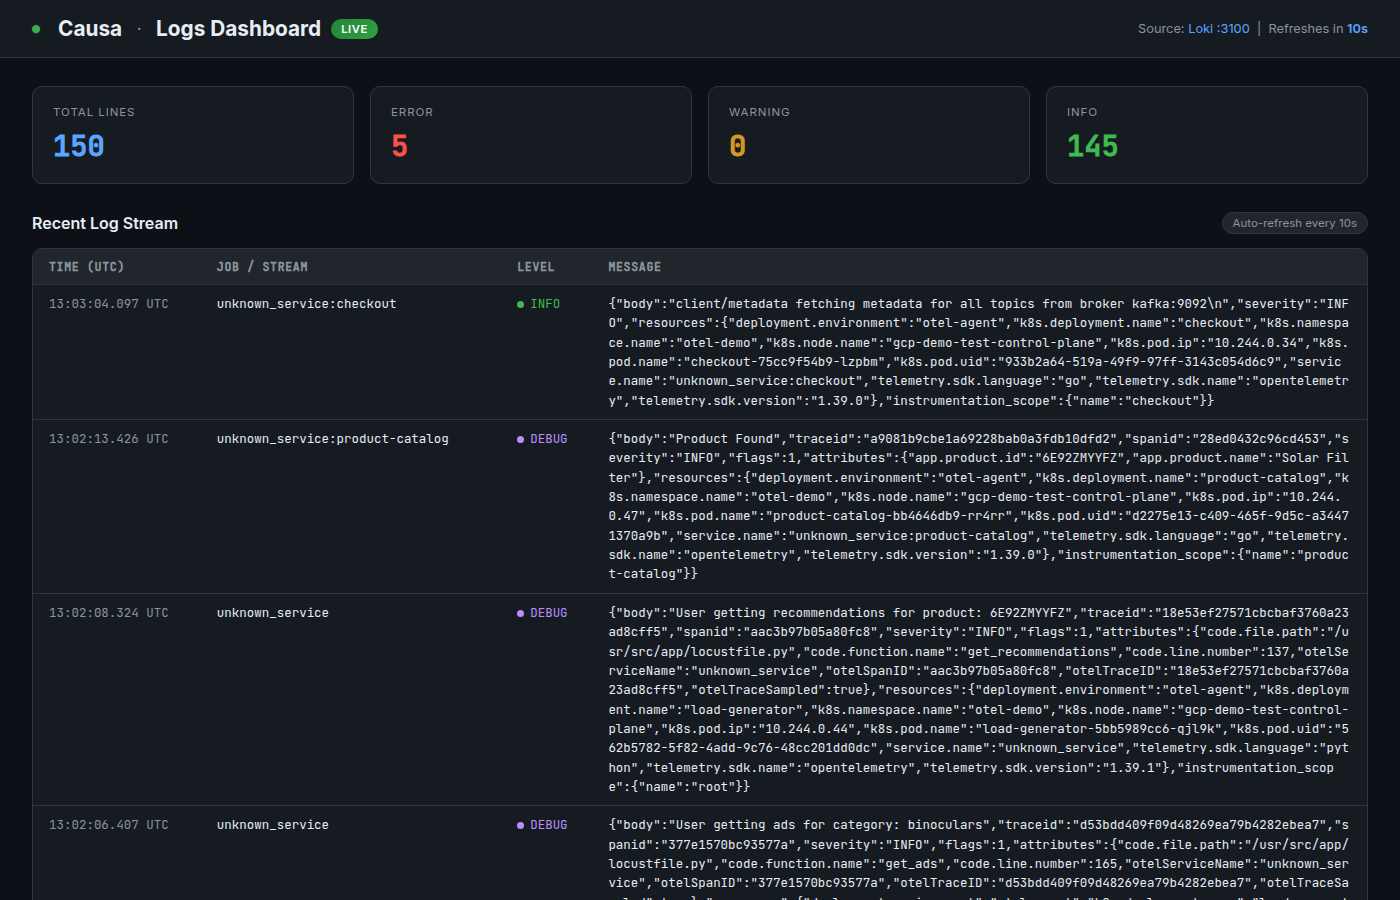 Causa · Logs Dashboard LIVE
Source: Loki :3100 | Refreshes in 10s
TOTAL LINES
150
ERROR
5
WARNING
0
INFO
145
Recent Log Stream
Auto-refresh every 10s
TIME (UTC) JOB / STREAM LEVEL MESSAGE
13:03:04.097 UTC unknown_service:checkout INFO {"body":"client/metadata fetching metadata for all topics from broker kafka:9092\n","severity":"INF
O","resources":{"deployment.environment":"otel-agent","k8s.deployment.name":"checkout","k8s.namespa
ce.name":"otel-demo","k8s.node.name":"gcp-demo-test-control-plane","k8s.pod.ip":"10.244.0.34","k8s.
pod.name":"checkout-75cc9f54b9-lzpbm","k8s.pod.uid":"933b2a64-519a-49f9-97ff-3143c054d6c9","servic
e.name":"unknown_service:checkout","telemetry.sdk.language":"go","telemetry.sdk.name":"opentelemetr
y","telemetry.sdk.version":"1.39.0"},"instrumentation_scope":{"name":"checkout"}}
13:02:13.426 UTC unknown_service:product-catalog DEBUG {"body":"Product Found","traceid":"a9081b9cbe1a69228bab0a3fdb10dfd2","spanid":"28ed0432c96cd453","s
everity":"INFO","flags":1,"attributes":{"app.product.id":"6E92ZMYYFZ","app.product.name":"Solar Fil
ter"},"resources":{"deployment.environment":"otel-agent","k8s.deployment.name":"product-catalog","k
8s.namespace.name":"otel-demo","k8s.node.name":"gcp-demo-test-control-plane","k8s.pod.ip":"10.244.
0.47","k8s.pod.name":"product-catalog-bb4646db9-rr4rr","k8s.pod.uid":"d2275e13-c409-465f-9d5c-a3447
1370a9b","service.name":"unknown_service:product-catalog","telemetry.sdk.language":"go","telemetry.
sdk.name":"opentelemetry","telemetry.sdk.version":"1.39.0"},"instrumentation_scope":{"name":"produc
t-catalog"}}
13:02:08.324 UTC unknown_service DEBUG {"body":"User getting recommendations for product: 6E92ZMYYFZ","traceid":"18e53ef27571cbcbaf3760a23
ad8cff5","spanid":"aac3b97b05a80fc8","severity":"INFO","flags":1,"attributes":{"code.file.path":"/u
sr/src/app/locustfile.py","code.function.name":"get_recommendations","code.line.number":137,"otelSe
rviceName":"unknown_service","otelSpanID":"aac3b97b05a80fc8","otelTraceID":"18e53ef27571cbcbaf3760a
23ad8cff5","otelTraceSampled":true},"resources":{"deployment.environment":"otel-agent","k8s.deploym
ent.name":"load-generator","k8s.namespace.name":"otel-demo","k8s.node.name":"gcp-demo-test-control-
plane","k8s.pod.ip":"10.244.0.44","k8s.pod.name":"load-generator-5bb5989cc6-qjl9k","k8s.pod.uid":"5
62b5782-5f82-4add-9c76-48cc201dd0dc","service.name":"unknown_service","telemetry.sdk.language":"pyt
hon","telemetry.sdk.name":"opentelemetry","telemetry.sdk.version":"1.39.1"},"instrumentation_scop
e":{"name":"root"}}
13:02:06.407 UTC unknown_service DEBUG {"body":"User getting ads for category: binoculars","traceid":"d53bdd409f09d48269ea79b4282ebea7","s
panid":"377e1570bc93577a","severity":"INFO","flags":1,"attributes":{"code.file.path":"/usr/src/app/
locustfile.py","code.function.name":"get_ads","code.line.number":165,"otelServiceName":"unknown_ser
vice","otelSpanID":"377e1570bc93577a","otelTraceID":"d53bdd409f09d48269ea79b4282ebea7","otelTraceSa